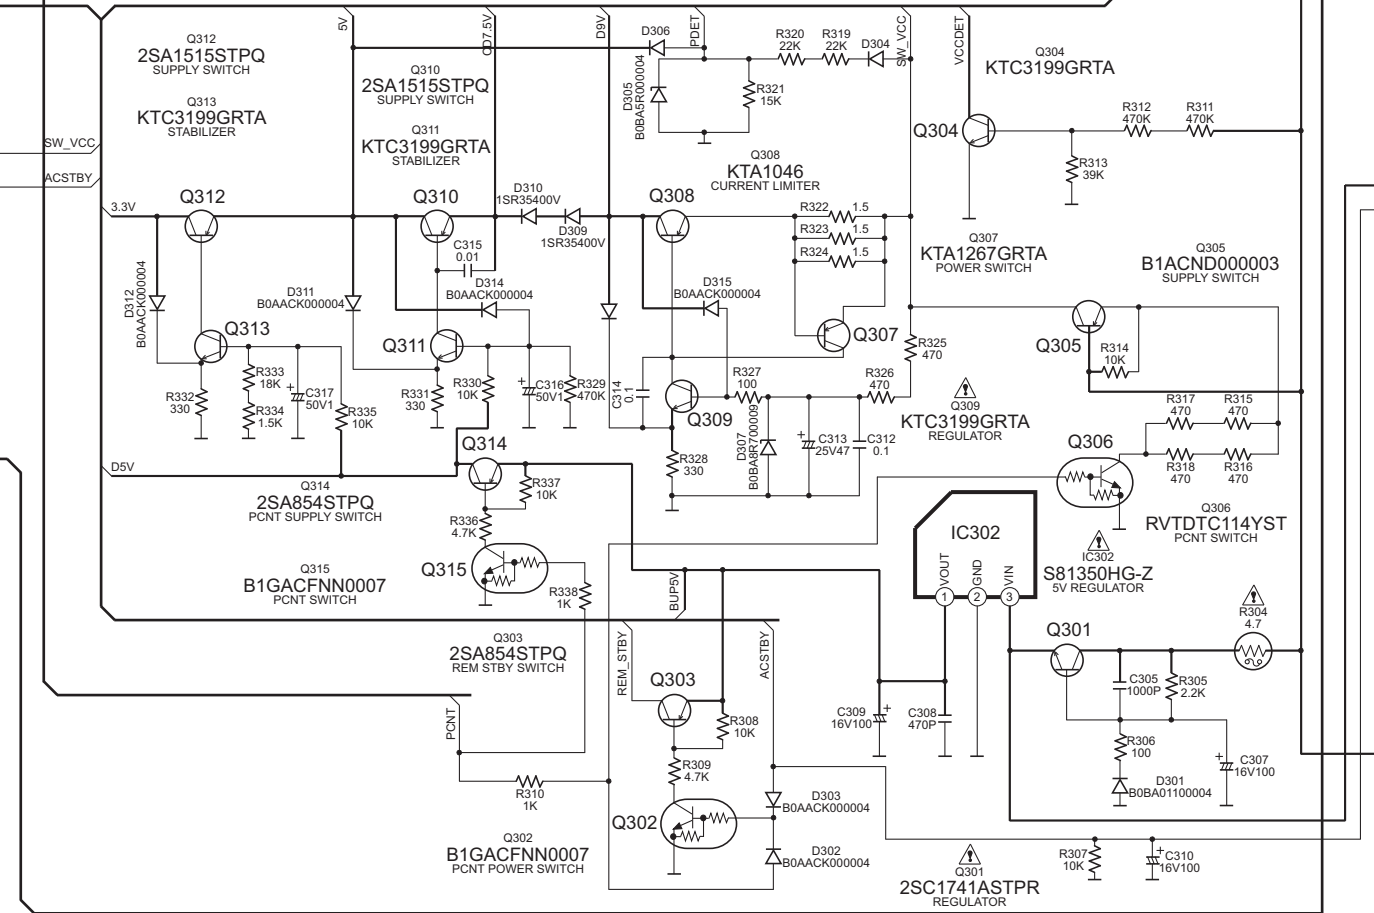 5V
CD7.5V
D9V
PDET
SW_VCC
VCCDET
Q312
2SA1515STPQ
SUPPLY SWITCH
Q313
KTC3199GRTA
STABILIZER
Q310
2SA1515STPQ
SUPPLY SWITCH
Q311
KTC3199GRTA
STABILIZER
D306
D305
B0BA5R000004
R320
22K
R319
22K
D304
R321
15K
Q304
KTC3199GRTA
Q304
R312
470K
R311
470K
R313
39K
SW_VCC
ACSTBY
3.3V
Q312
Q310
D310
1SR35400V
D309
1SR35400V
Q308
KTA1046
CURRENT LIMITER
Q308
R322 1.5
R323 1.5
R324 1.5
Q307
KTA1267GRTA
POWER SWITCH
Q305
B1ACND000003
SUPPLY SWITCH
C315
0.01
D312
B0AACK000004
D311
B0AACK000004
D314
B0AACK000004
D315
B0AACK000004
Q313
Q311
Q307
R325
470
Q305
R314
10K
R333
18K
R334
1.5K
C317
50V1
R332
330
R335
10K
R331
330
R330
10K
C316
50V1
R329
470K
C314
0.1
R327
100
R326
470
Q309
Q309
KTC3199GRTA
REGULATOR
R317
470
R315
470
R318
470
R316
470
D307
B0BA8R700009
C313
25V47
C312
0.1
R328
330
Q306
Q306
RVTDTC114YST
PCNT SWITCH
D5V
Q314
Q314
2SA854STPQ
PCNT SUPPLY SWITCH
R337
10K
R336
4.7K
Q315
Q315
B1GACFNN0007
PCNT SWITCH
R338
1K
IC302
VOUT
GND
VIN
1
2
3
IC302
S81350HG-Z
5V REGULATOR
R304
4.7
BUP5V
REM_STBY
ACSTBY
Q303
2SA854STPQ
REM STBY SWITCH
Q303
Q301
C305
1000P
R305
2.2K
PCNT
R308
10K
R309
4.7K
C309
16V100
C308
470P
R306
100
C307
16V100
D301
B0BA01100004
R310
1K
Q302
D303
B0AACK000004
D302
B0AACK000004
Q302
B1GACFNN0007
PCNT POWER SWITCH
Q301
2SC1741ASTPR
REGULATOR
R307
10K
C310
16V100